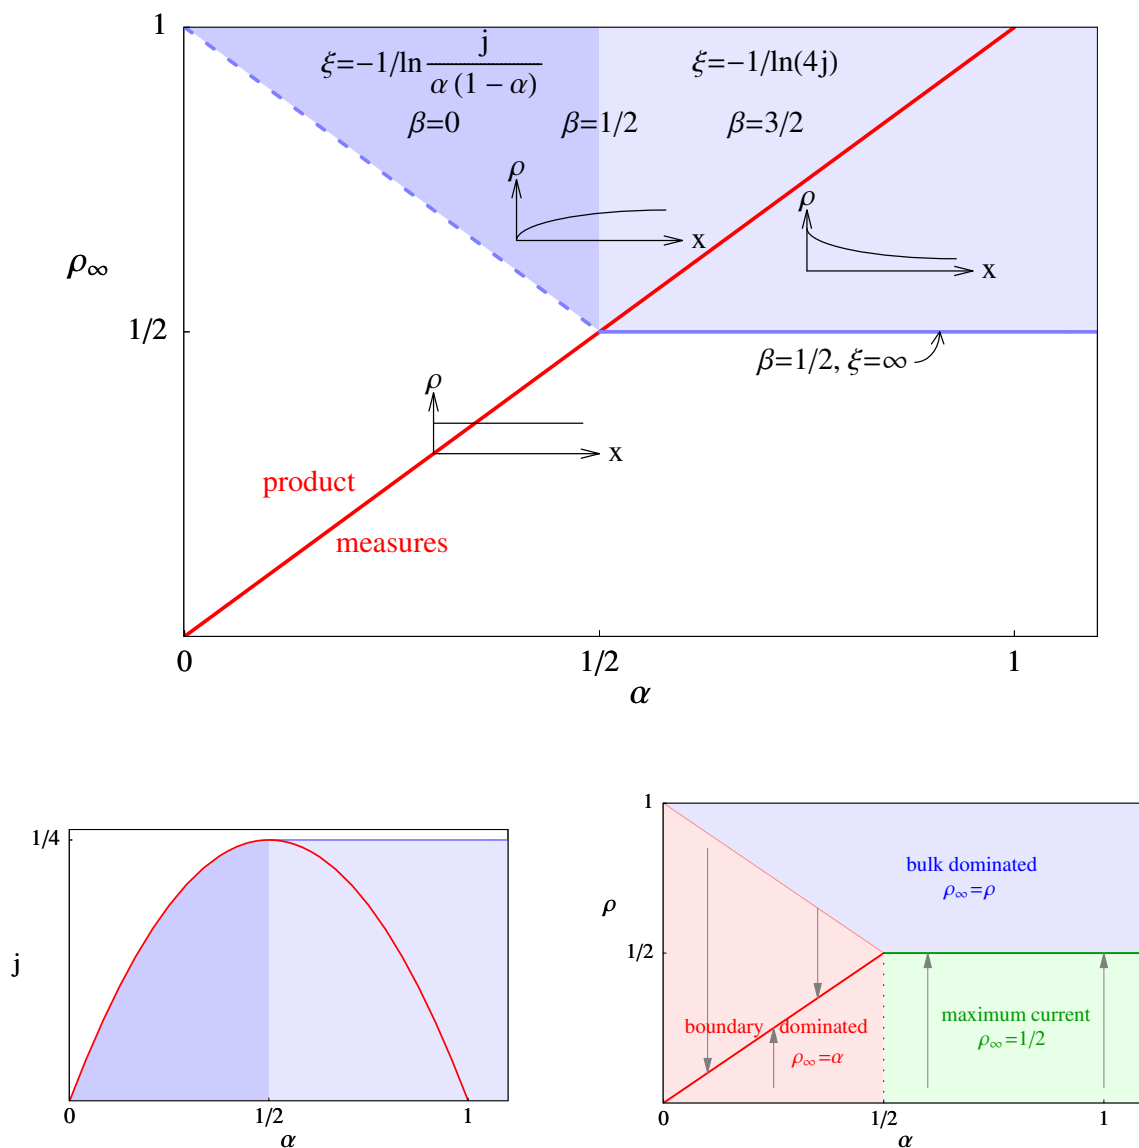 1
ξ=−1/ln j/α (1 − α)
ξ=−1/ln(4j)
β=0
β=1/2
β=3/2
ρ
x
ρ
x
ρ∞
1/2
β=1/2, ξ=∞
ρ
x
product
measures
0
1/2
1
α
1/4
j
0
1/2
1
α
1
bulk dominated
ρ∞=ρ
ρ
1/2
maximum current
ρ∞=1/2
boundary dominated
ρ∞=α
0
1/2
1
α